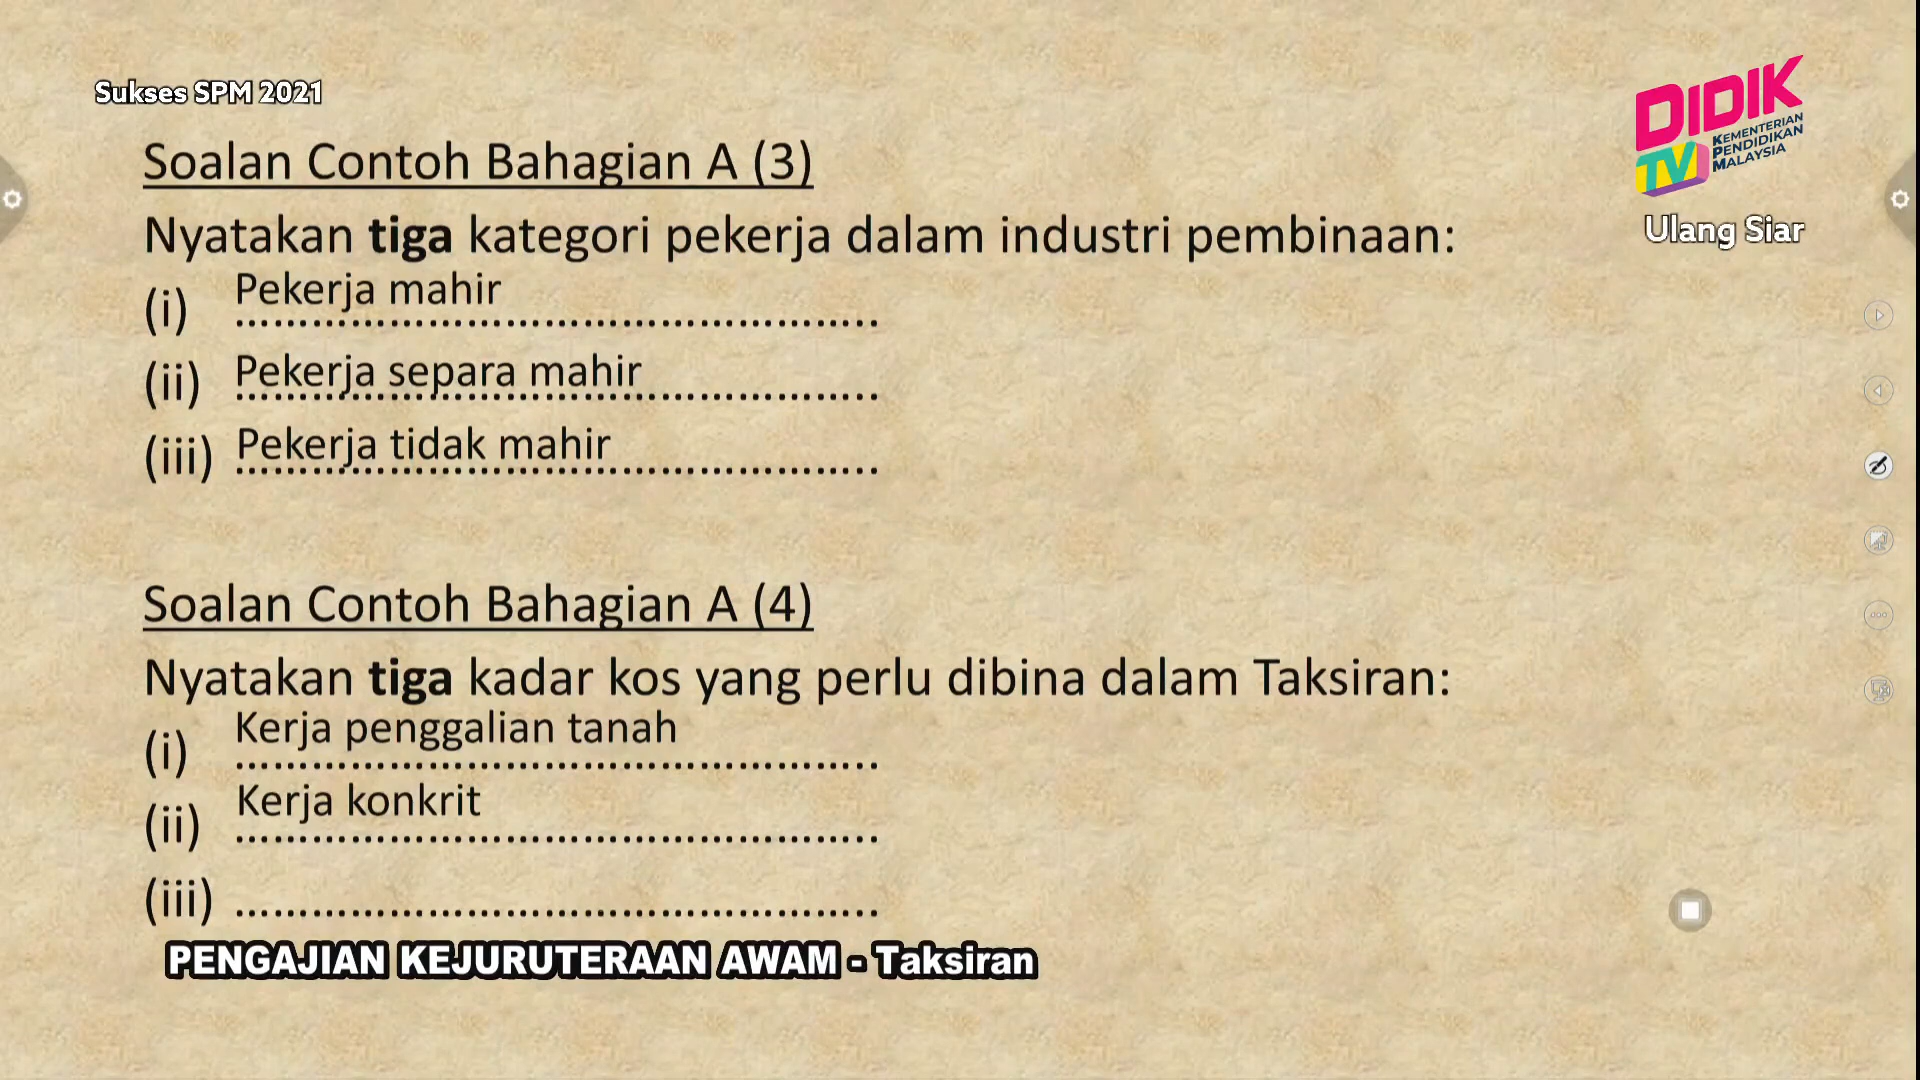 Sukses SPM 2021
DIDIK
TV
KEMENTERIAN
PENDIDIKAN
MALAYSIA
Ulang Siar
Soalan Contoh Bahagian A (3)
Nyatakan tiga kategori pekerja dalam industri pembinaan:
(i) Pekerja mahir
(ii) Pekerja separa mahir
(iii) Pekerja tidak mahir
Soalan Contoh Bahagian A (4)
Nyatakan tiga kadar kos yang perlu dibina dalam Taksiran:
(i) Kerja penggalian tanah
(ii) Kerja konkrit
(iii) ..................................................
PENGAJIAN KEJURUTERAAN AWAM - Taksiran